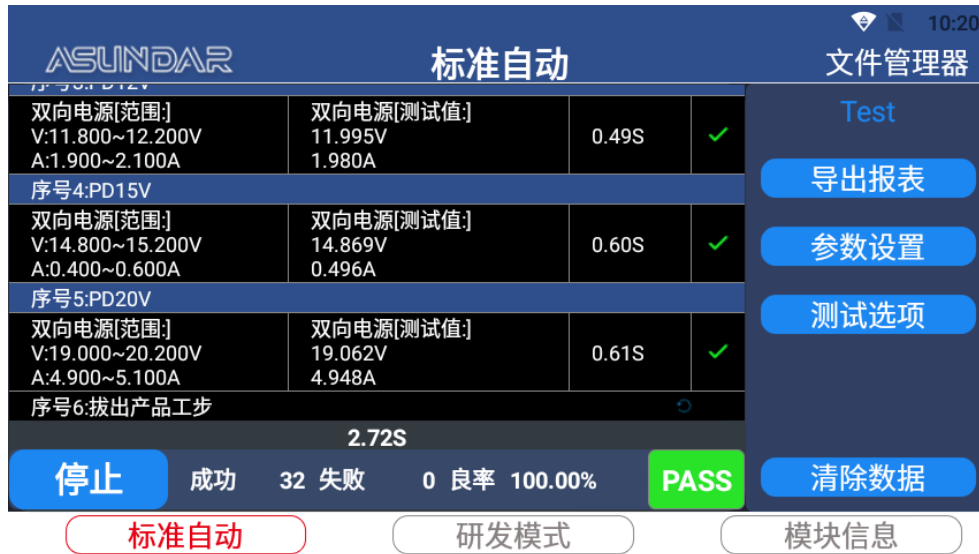 10:20
ASUNDAR
标准自动
文件管理器
序号3:PD12V
双向电源[范围:]
V:11.800~12.200V
A:1.900~2.100A
双向电源[测试值:]
11.995V
1.980A
0.49S
序号4:PD15V
双向电源[范围:]
V:14.800~15.200V
A:0.400~0.600A
双向电源[测试值:]
14.869V
0.496A
0.60S
序号5:PD20V
双向电源[范围:]
V:19.000~20.200V
A:4.900~5.100A
双向电源[测试值:]
19.062V
4.948A
0.61S
序号6:拔出产品工步
2.72S
停止
成功 32 失败 0 良率 100.00%
PASS
Test
导出报表
参数设置
测试选项
清除数据
标准自动
研发模式
模块信息